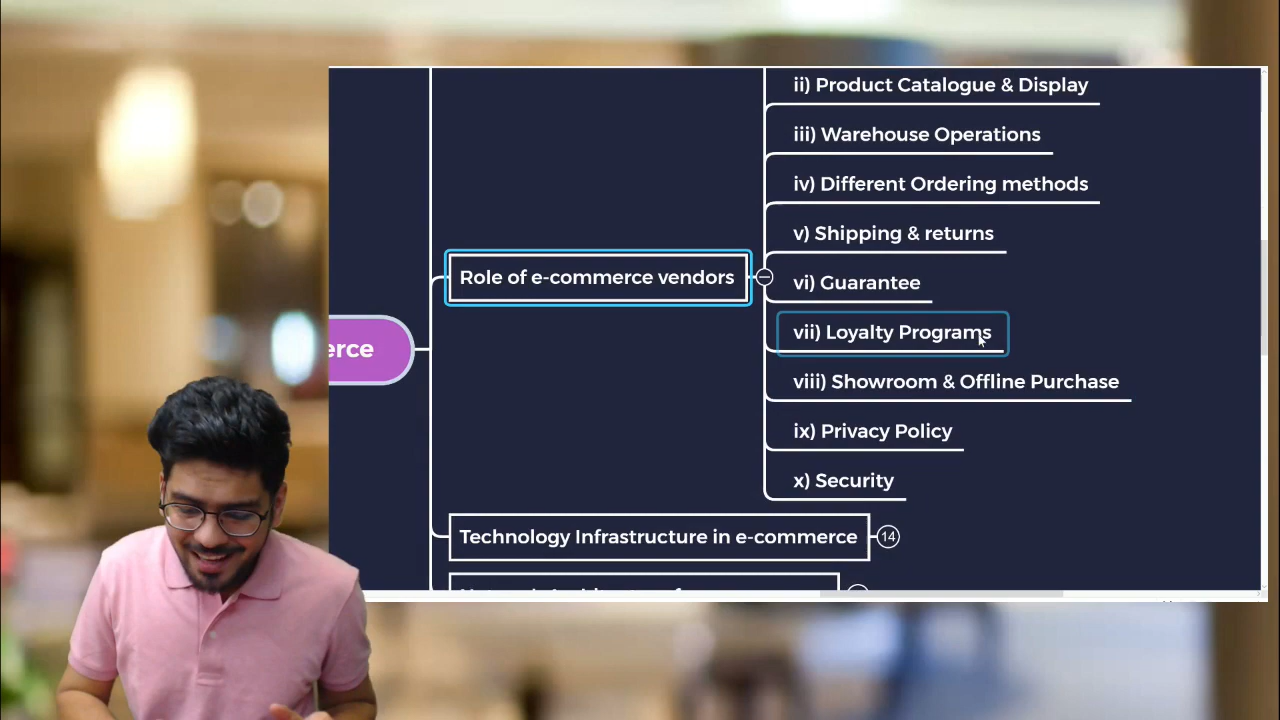 ii) Product Catalogue & Display
iii) Warehouse Operations
iv) Different Ordering methods
v) Shipping & returns
Role of e-commerce vendors
vi) Guarantee
vii) Loyalty Programs
erce
viii) Showroom & Offline Purchase
ix) Privacy Policy
x) Security
Technology Infrastructure in e-commerce
14